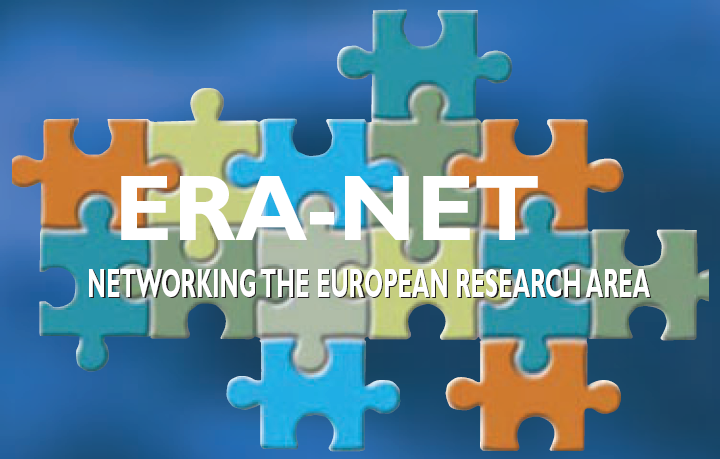 ERA-NET
NETWORKING THE EUROPEAN RESEARCH AREA